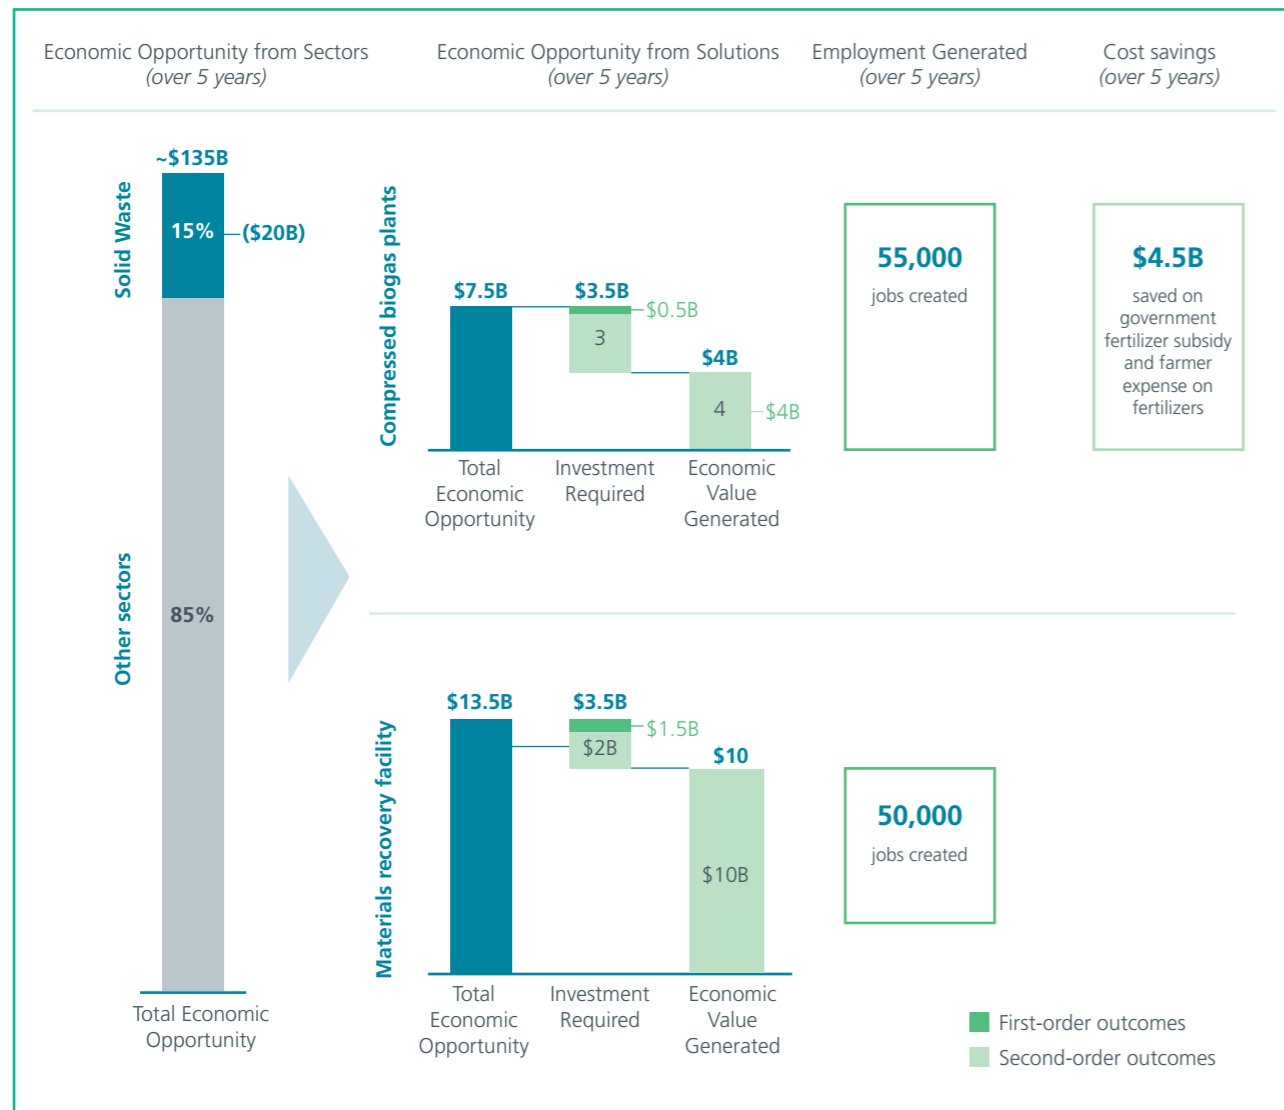 Economic Opportunity from Sectors
(over 5 years)
Economic Opportunity from Solutions
(over 5 years)
Employment Generated
(over 5 years)
Cost savings
(over 5 years)
~$135B
Solid Waste
15%
($20B)
Other sectors
85%
Total Economic
Opportunity
Compressed biogas plants
$7.5B
$3.5B
$0.5B
3
$4B
4
$4B
Total
Economic
Opportunity
Investment
Required
Economic
Value
Generated
55,000
jobs created
$4.5B
saved on
government
fertilizer subsidy
and farmer
expense on
fertilizers
Materials recovery facility
$13.5B
$3.5B
$1.5B
$2B
$10
$10B
Total
Economic
Opportunity
Investment
Required
Economic
Value
Generated
50,000
jobs created
First-order outcomes
Second-order outcomes